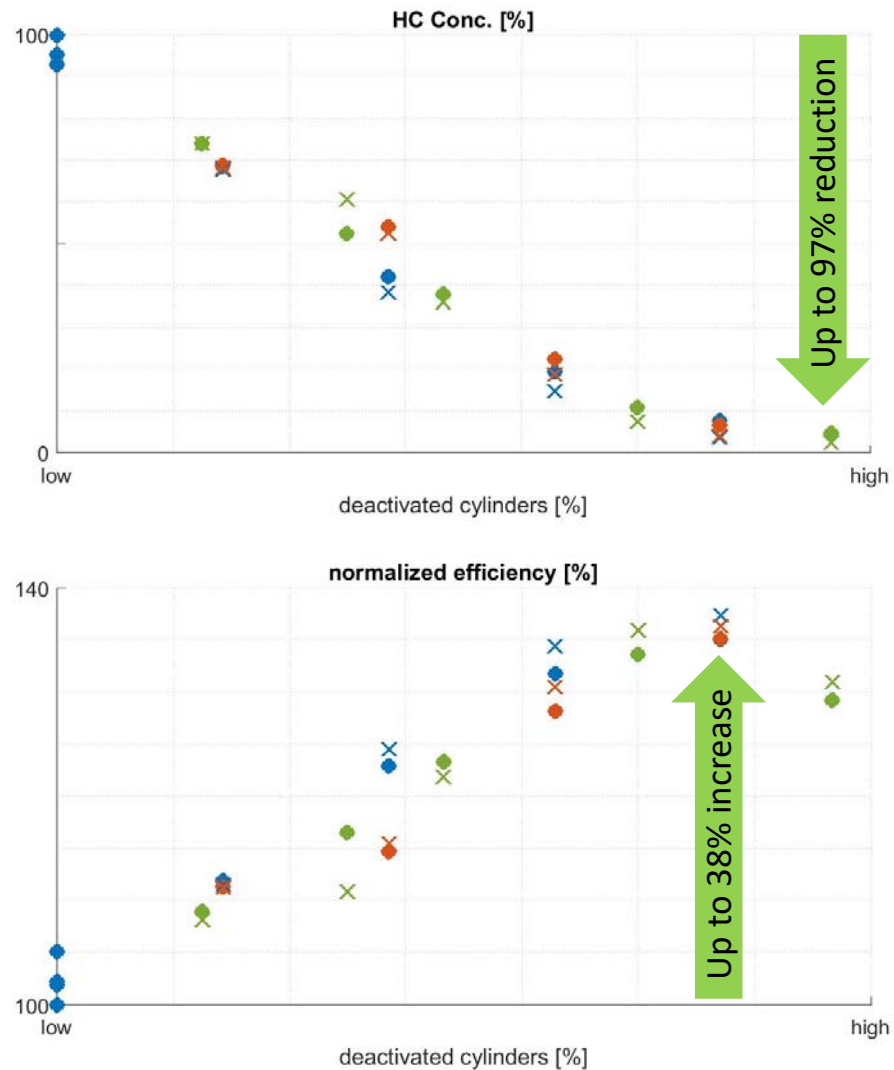 HC Conc. [%]
100
0
low
high
deactivated cylinders [%]
Up to 97% reduction
normalized efficiency [%]
140
100
low
high
deactivated cylinders [%]
Up to 38% increase